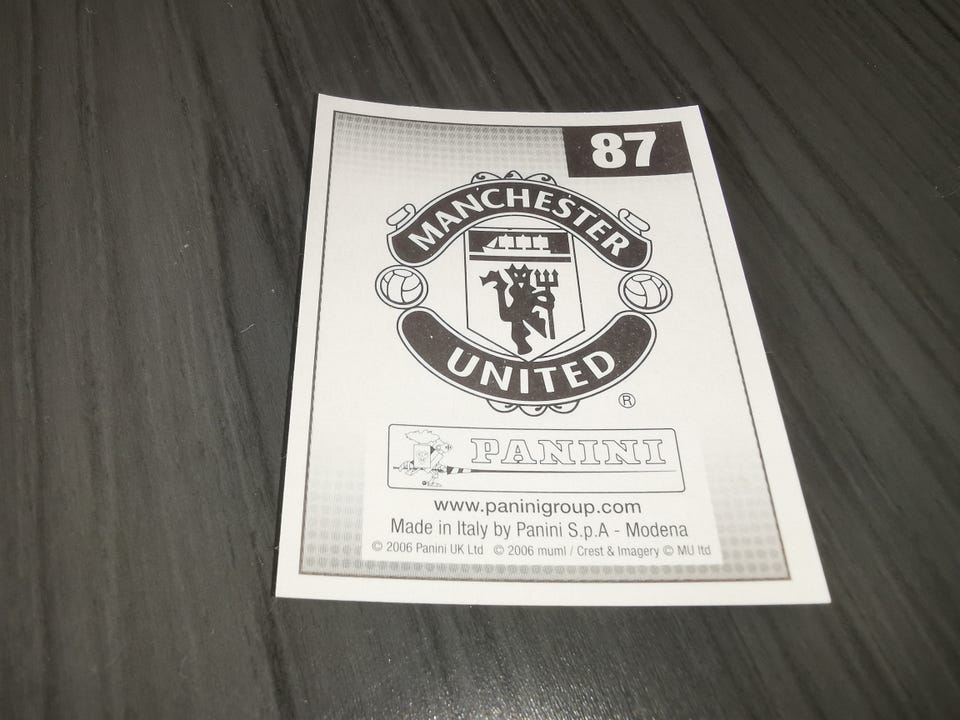 87
MANCHESTER
UNITED
®
PANINI
www.paninigroup.com
Made in Italy by Panini S.p.A - Modena
© 2006 Panini UK Ltd © 2006 muml / Crest & Imagery © MU ltd